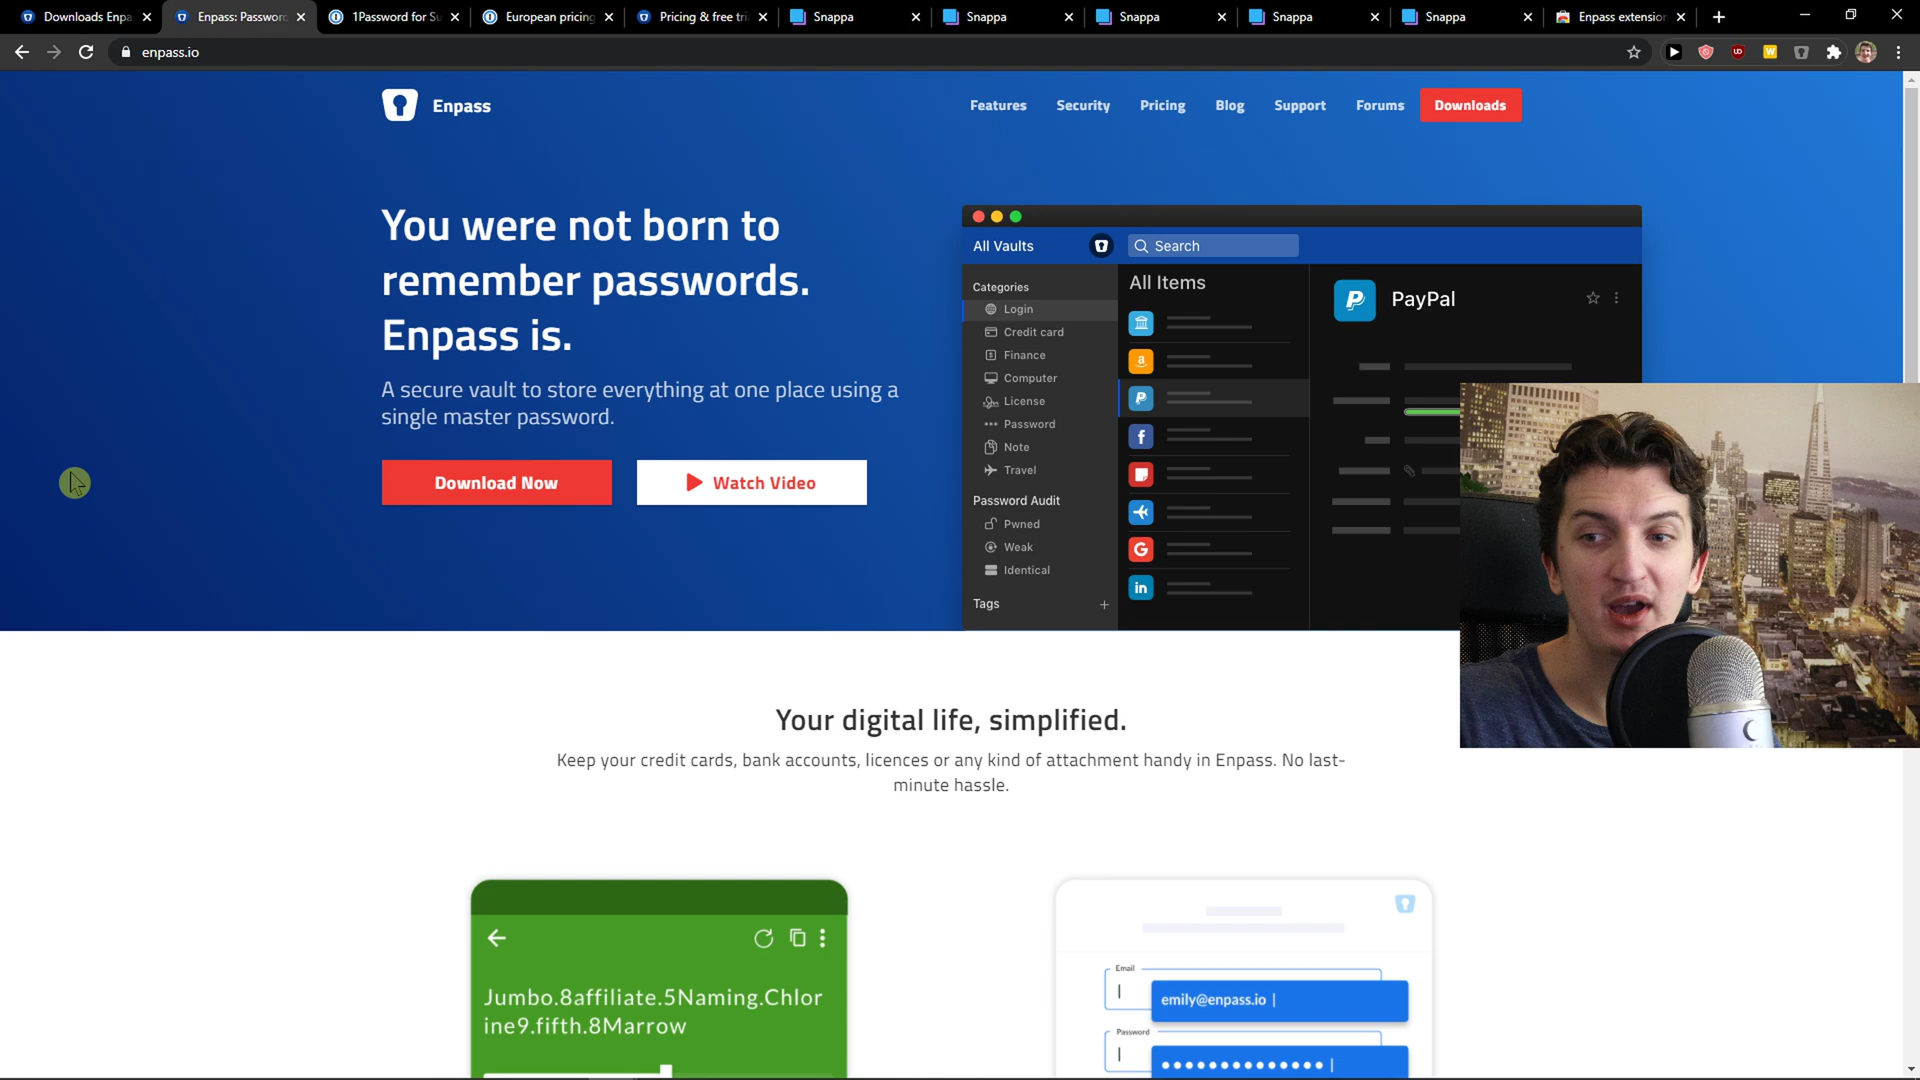 Downloads Enpa
Enpass: Password
1Password for Su
European pricing
Pricing & free tri
Snappa
Snappa
Snappa
Snappa
Snappa
Enpass extension
enpass.io
Enpass
Features
Security
Pricing
Blog
Support
Forums
Downloads
You were not born to
remember passwords.
Enpass is.
A secure vault to store everything at one place using a
single master password.
Download Now
Watch Video
All Vaults
Search
Categories
Login
Credit card
Finance
Computer
License
Password
Note
Travel
Password Audit
Pwned
Weak
Identical
Tags
All Items
PayPal
Your digital life, simplified.
Keep your credit cards, bank accounts, licences or any kind of attachment handy in Enpass. No last-
minute hassle.
Jumbo.8affiliate.5Naming.Chlor
ine9.fifth.8Marrow
Email
emily@enpass.io
Password